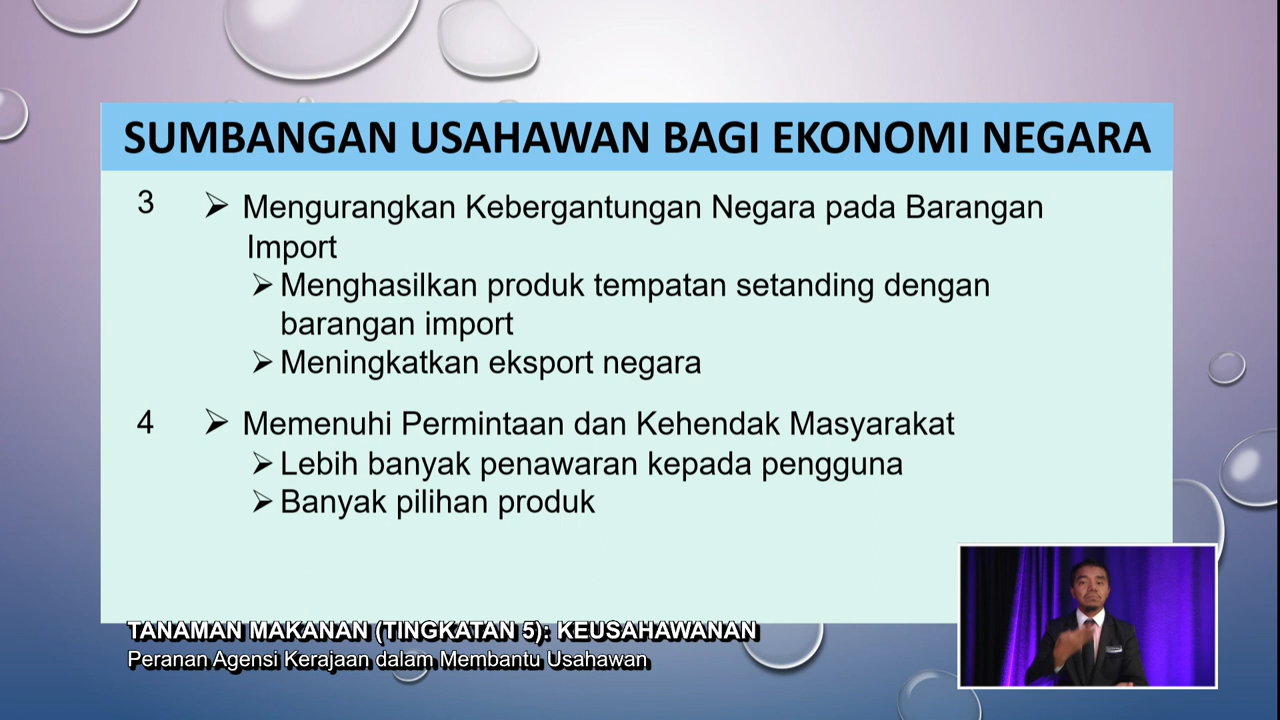 SUMBANGAN USAHAWAN BAGI EKONOMI NEGARA
3 ➢ Mengurangkan Kebergantungan Negara pada Barangan
Import
➢ Menghasilkan produk tempatan setanding dengan
barangan import
➢ Meningkatkan eksport negara
4 ➢ Memenuhi Permintaan dan Kehendak Masyarakat
➢ Lebih banyak penawaran kepada pengguna
➢ Banyak pilihan produk
TANAMAN MAKANAN (TINGKATAN 5): KEUSAHAWANAN
Peranan Agensi Kerajaan dalam Membantu Usahawan